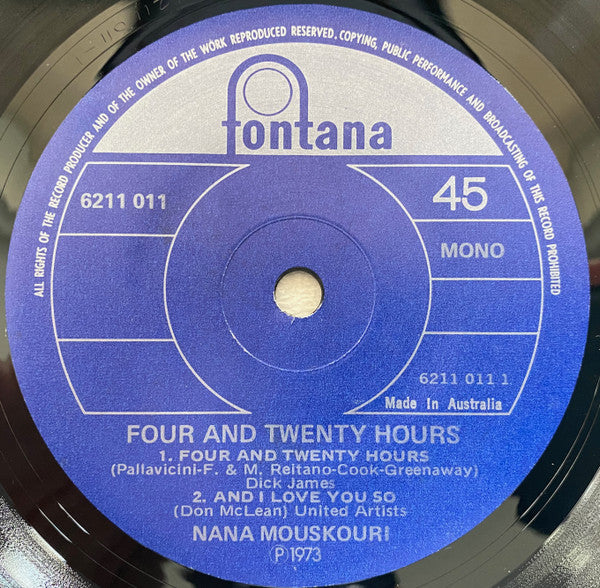 ALL RIGHTS OF THE RECORD PRODUCER AND OF THE OWNER OF THE WORK REPRODUCED RESERVED. COPYING, PUBLIC PERFORMANCE AND BROADCASTING OF THIS RECORD PROHIBITED
fontana
6211 011
45
MONO
6211 011 1
Made In Australia
FOUR AND TWENTY HOURS
1. FOUR AND TWENTY HOURS
(Pallavicini-F. & M. Reitano-Cook-Greenaway)
Dick James
2. AND I LOVE YOU SO
(Don McLean) United Artists
NANA MOUSKOURI
(P)1973